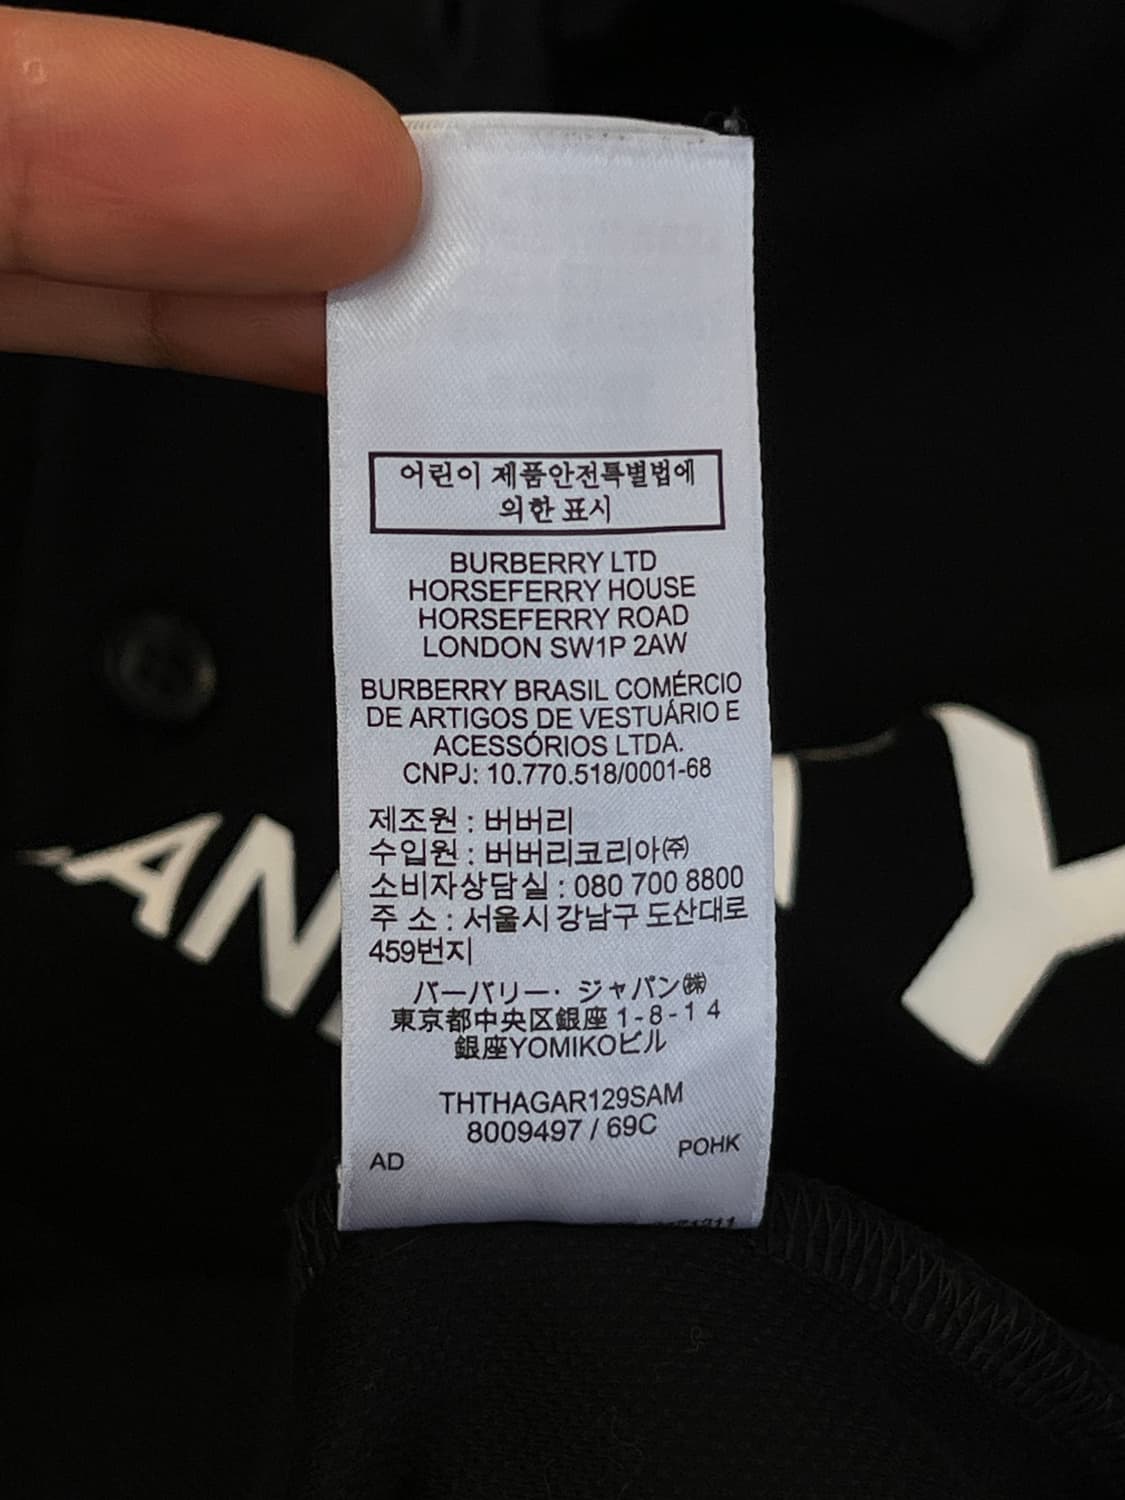 어린이 제품안전특별법에
의한 표시
BURBERRY LTD
HORSEFERRY HOUSE
HORSEFERRY ROAD
LONDON SW1P 2AW
BURBERRY BRASIL COMÉRCIO
DE ARTIGOS DE VESTUÁRIO E
ACESSÓRIOS LTDA.
CNPJ: 10.770.518/0001-68
제조원 : 버버리
수입원 : 버버리코리아㈜
소비자상담실 : 080 700 8800
주 소 : 서울시 강남구 도산대로
459번지
バーバリー・ジャパン㈱
東京都中央区銀座 1-8-1 4
銀座YOMIKOビル
THTHAGAR129SAM
8009497 / 69C
AD POHK
AN
Y